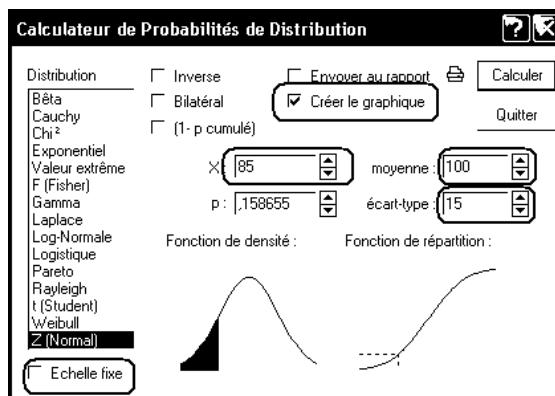 Calculateur de Probabilités de Distribution
Distribution
Bêta
Cauchy
Chi²
Exponentiel
Valeur extrême
F (Fisher)
Gamma
Laplace
Log-Normale
Logistique
Pareto
Rayleigh
t (Student)
Weibull
Z (Normal)
Echelle fixe
Inverse
Envoyer au rapport
Bilatéral
Créer le graphique
(1- p cumulé)
Calculer
Quitter
X: 85
moyenne : 100
p : ,158655
écart-type : 15
Fonction de densité :
Fonction de répartition :